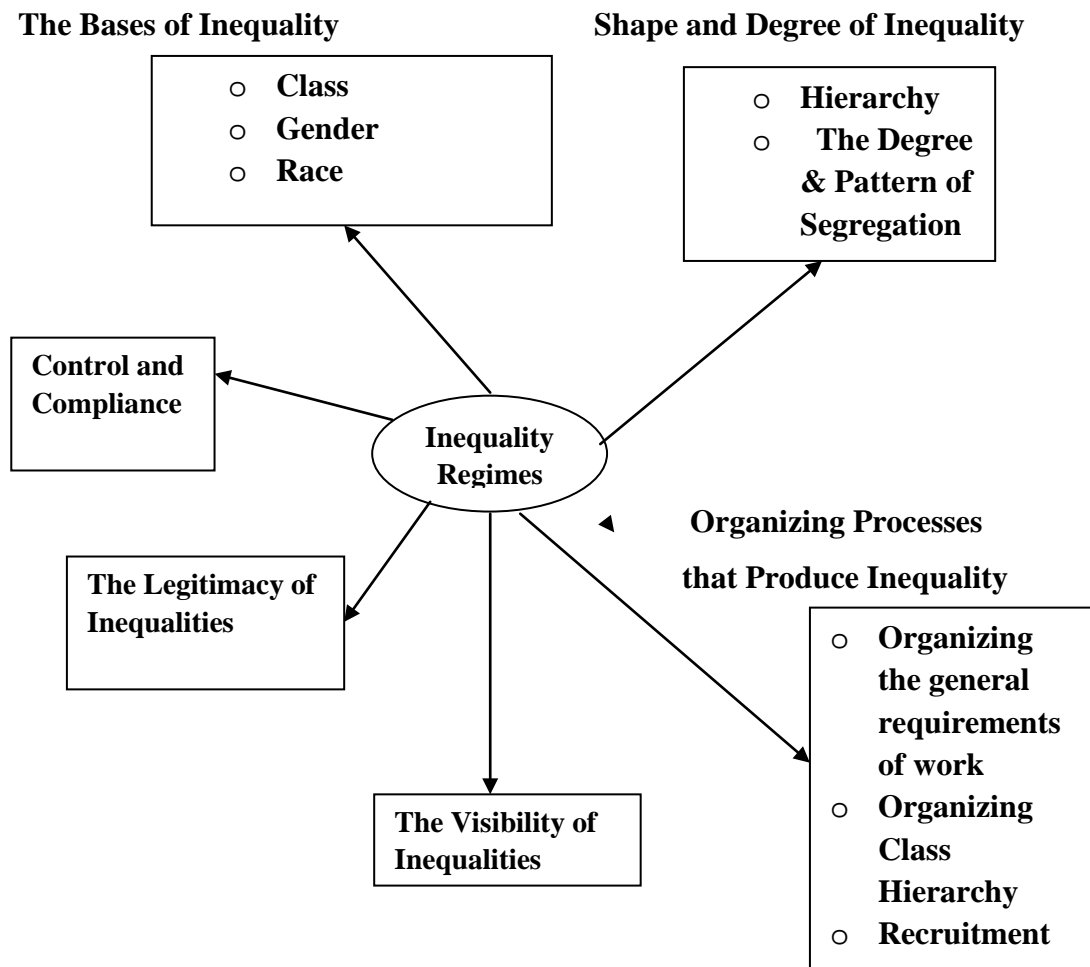 The Bases of Inequality
Shape and Degree of Inequality
o Class
o Gender
o Race
o Hierarchy
o The Degree
& Pattern of
Segregation
Control and
Compliance
Inequality
Regimes
Organizing Processes
that Produce Inequality
The Legitimacy of
Inequalities
o Organizing
the general
requirements
of work
o Organizing
Class
Hierarchy
o Recruitment
The Visibility of
Inequalities